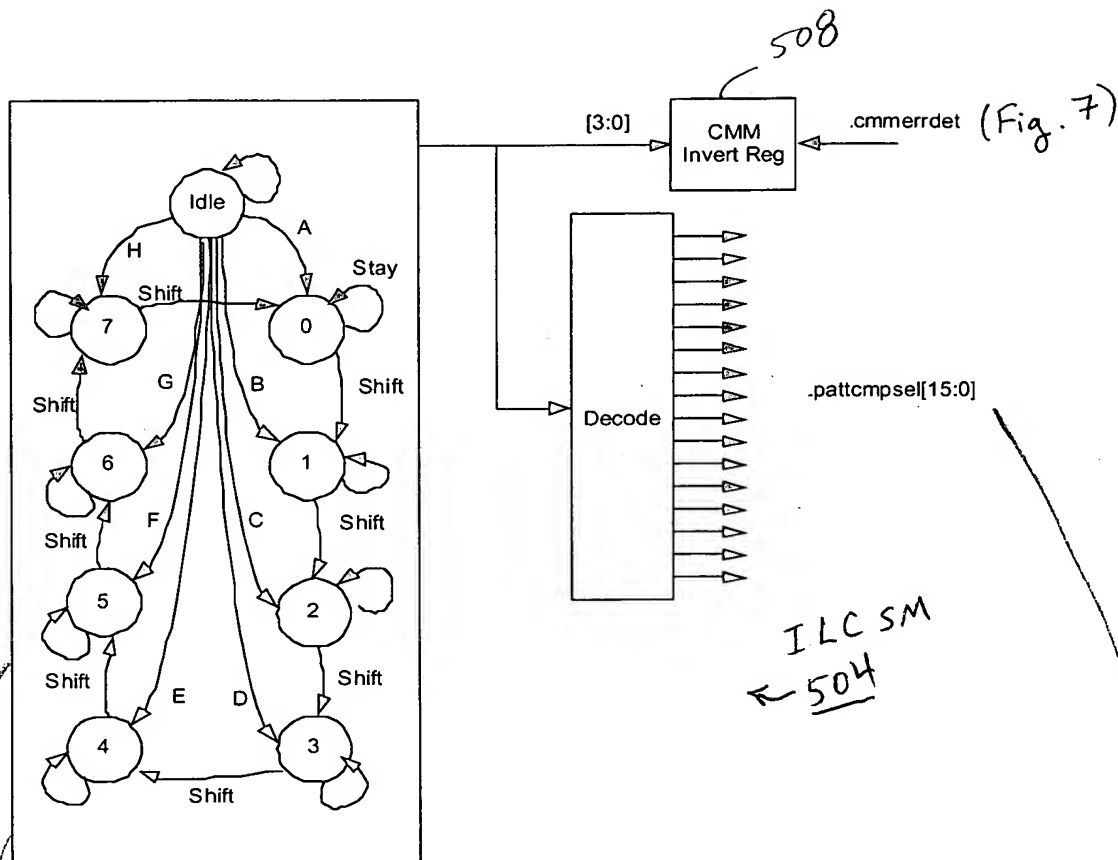 508
[3:0]
CMM
Invert Reg
.cmmerrdet
(Fig. 7)
Idle
H
A
Stay
7
Shift
0
G
B
Shift
Shift
6
1
F
C
Shift
Shift
5
2
Shift
E
D
Shift
4
3
Shift
Decode
.pattcmpsel[15:0]
ILC SM
504